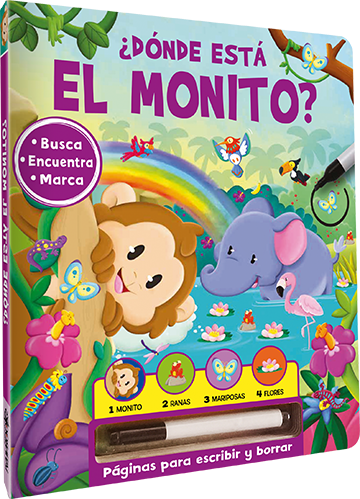 ¿DÓNDE ESTÁ
EL MONITO?
• Busca
• Encuentra
• Marca
¿DÓNDE ESTÁ EL MONITO?
1 MONITO
2 RANAS
3 MARIPOSAS
4 FLORES
Páginas para escribir y borrar